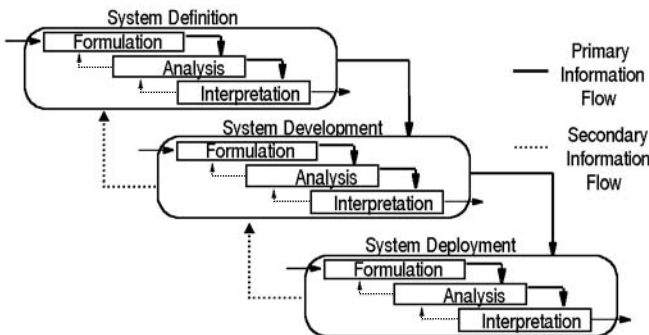 System Definition
Formulation
Analysis
Interpretation
System Development
Formulation
Analysis
Interpretation
System Deployment
Formulation
Analysis
Interpretation
Primary
Information
Flow
Secondary
Information
Flow